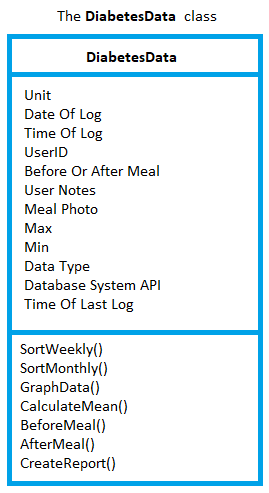 The DiabetesData class
DiabetesData
Unit
Date Of Log
Time Of Log
UserID
Before Or After Meal
User Notes
Meal Photo
Max
Min
Data Type
Database System API
Time Of Last Log
SortWeekly()
SortMonthly()
GraphData()
CalculateMean()
BeforeMeal()
AfterMeal()
CreateReport()